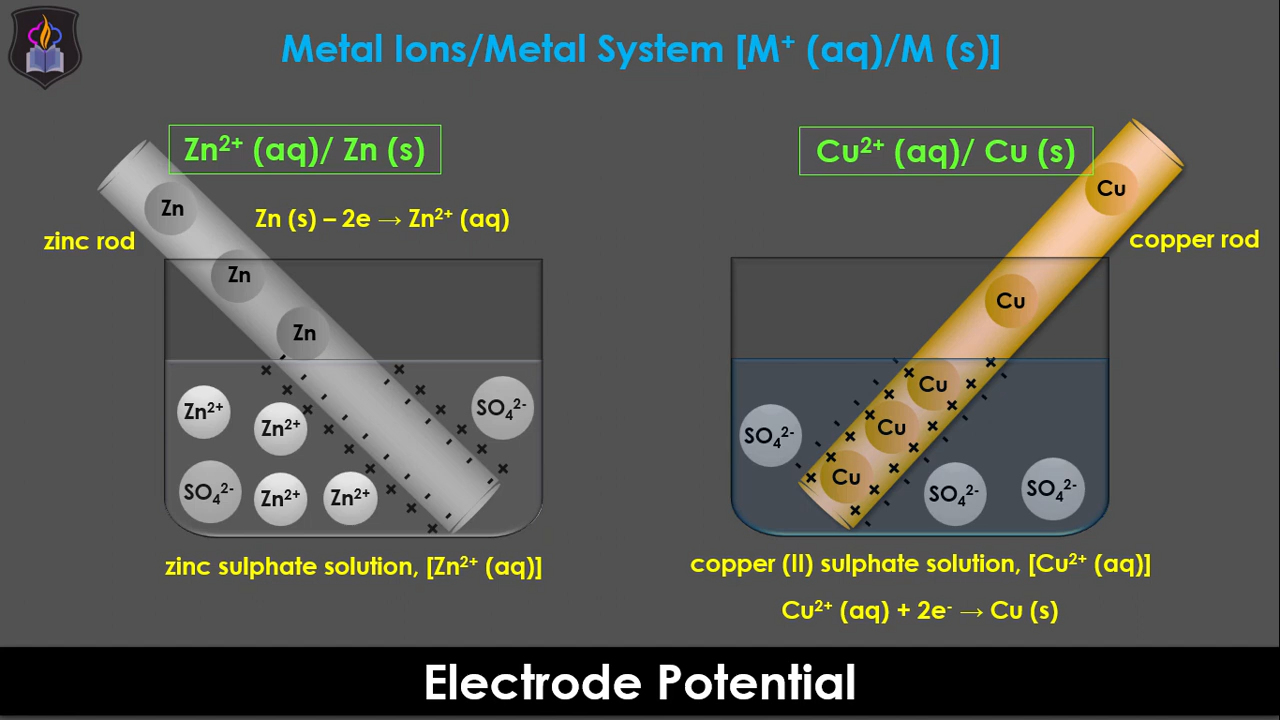 Metal Ions/Metal System [M⁺ (aq)/M (s)]
Zn²⁺ (aq)/ Zn (s)
Cu²⁺ (aq)/ Cu (s)
Zn
Cu
Zn (s) – 2e → Zn²⁺ (aq)
zinc rod
copper rod
Zn
Cu
Zn
Cu
Zn²⁺
Zn²⁺
SO₄²⁻
SO₄²⁻
Cu
SO₄²⁻
Zn²⁺
Zn²⁺
Cu
SO₄²⁻
SO₄²⁻
zinc sulphate solution, [Zn²⁺ (aq)]
copper (II) sulphate solution, [Cu²⁺ (aq)]
Cu²⁺ (aq) + 2e⁻ → Cu (s)
Electrode Potential